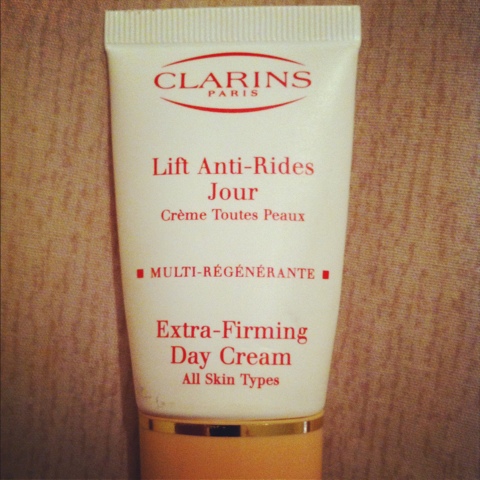 CLARINS
PARIS
Lift Anti-Rides
Jour
Crème Toutes Peaux
MULTI-RÉGÉNÉRANTE
Extra-Firming
Day Cream
All Skin Types